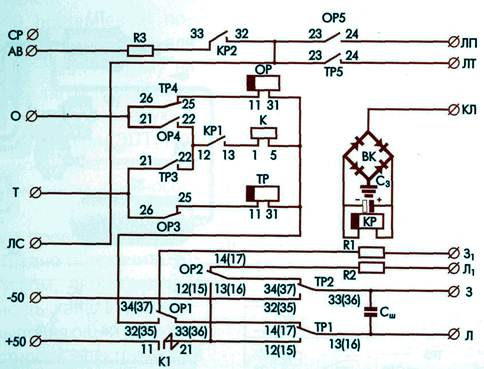 СР
АВ
R3
33
32
КР2
ОР5
23
24
ЛП
23
24
ТР5
ЛТ
ОР
ТР4
26
25
11
31
КЛ
О
21
22
ОР4
КР1
К
12
13
1
5
ВК
21
22
ТР3
Т
26
25
ОР3
ТР
11
31
С3
-
+
КР
ЛС
14(17)
R1
З1
R2
Л1
ОР2
12(15)
13(16)
34(37)
ТР2
33(36)
З
32(35)
-50
34(37)
ОР1
Сш
32(35)
33(36)
14(17)
ТР1
13(16)
Л
12(15)
+50
11
21
К1